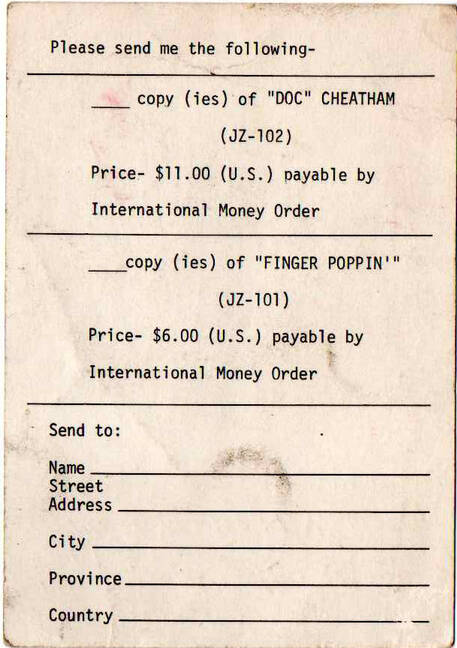 Please send me the following-
____ copy (ies) of "DOC" CHEATHAM
(JZ-102)
Price- $11.00 (U.S.) payable by
International Money Order
____copy (ies) of "FINGER POPPIN'"
(JZ-101)
Price- $6.00 (U.S.) payable by
International Money Order
Send to:
Name
Street
Address
City
Province
Country